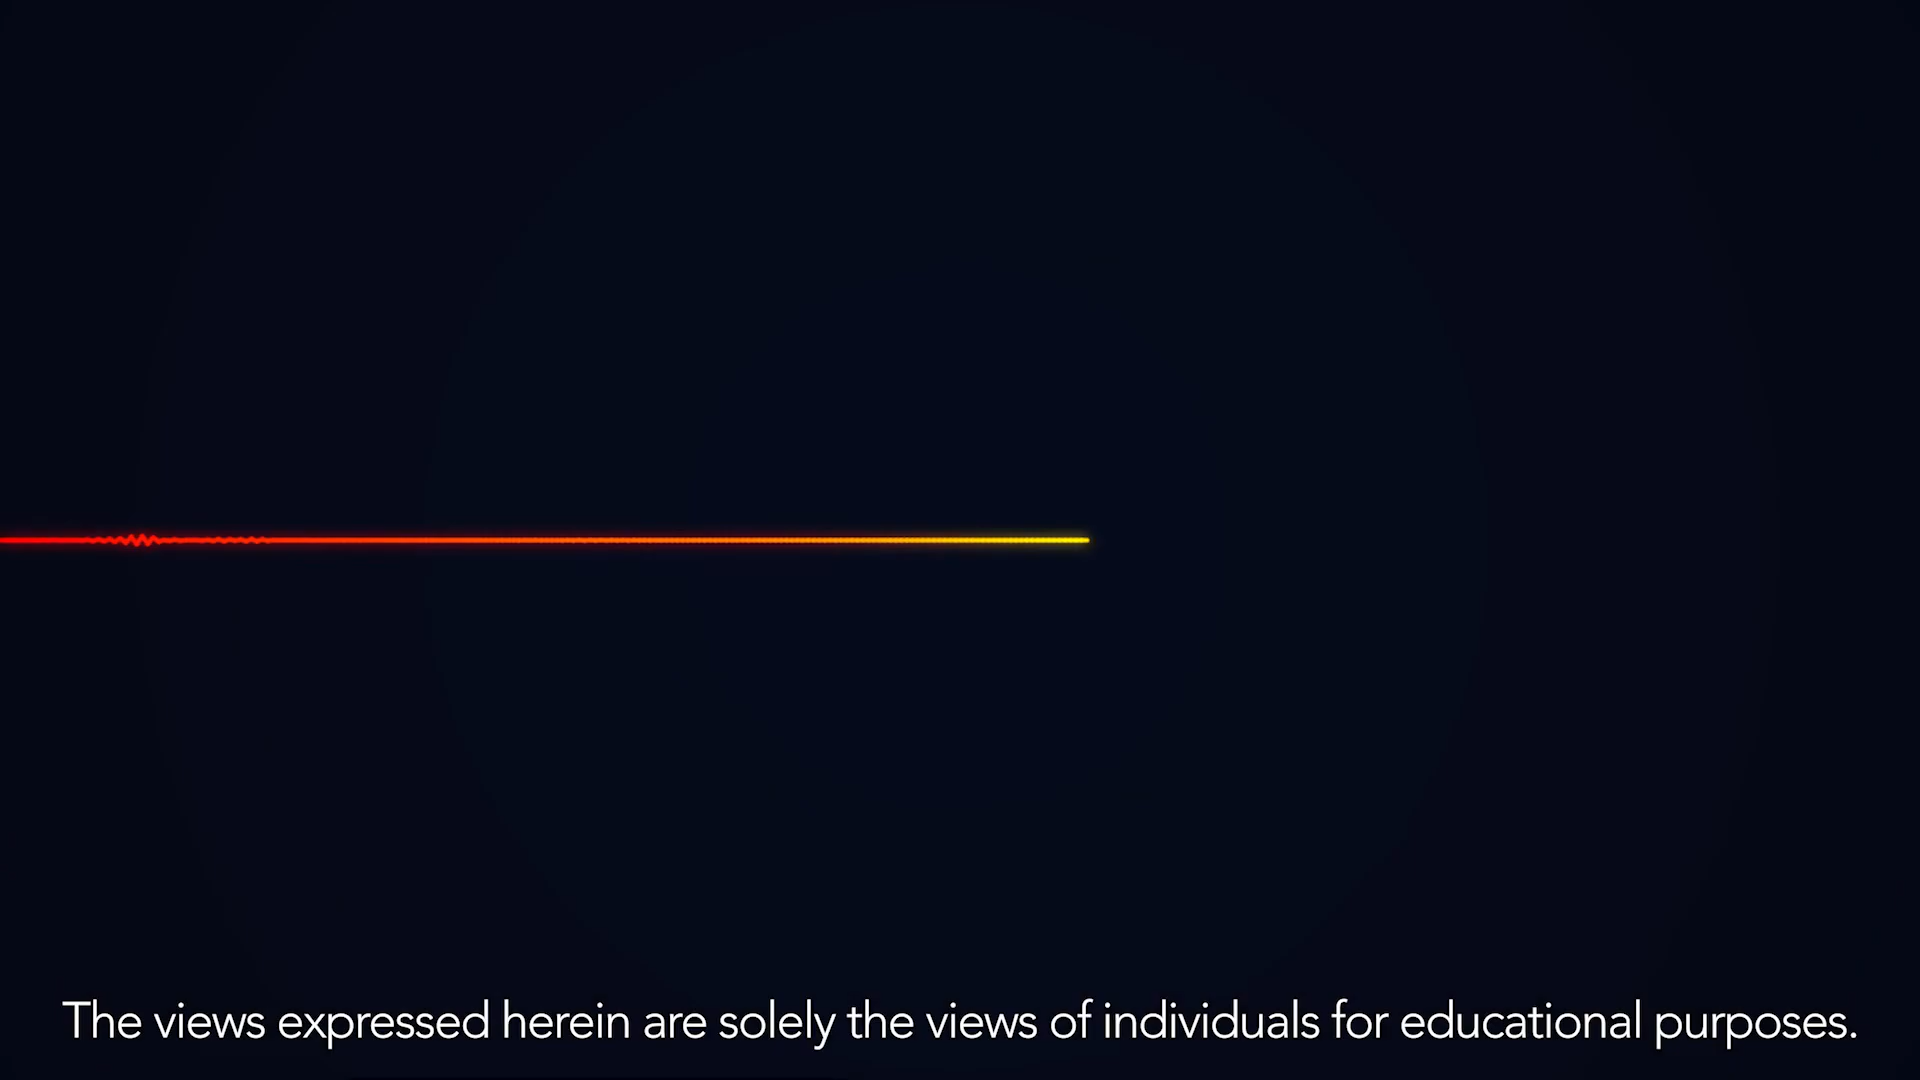 The views expressed herein are solely the views of individuals for educational purposes.